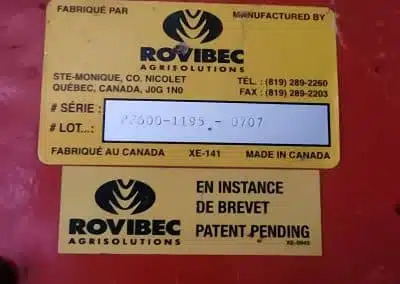 FABRIQUÉ PAR MANUFACTURED BY
ROVIBEC
AGRISOLUTIONS
STE-MONIQUE, CO. NICOLET TÉL. : (819) 289-2260
QUÉBEC, CANADA, J0G 1N0 FAX : (819) 289-2203
# SÉRIE :
# LOT...: P2600-1195 - 0707
FABRIQUÉ AU CANADA XE-141 MADE IN CANADA
ROVIBEC
AGRISOLUTIONS
EN INSTANCE
DE BREVET
PATENT PENDING